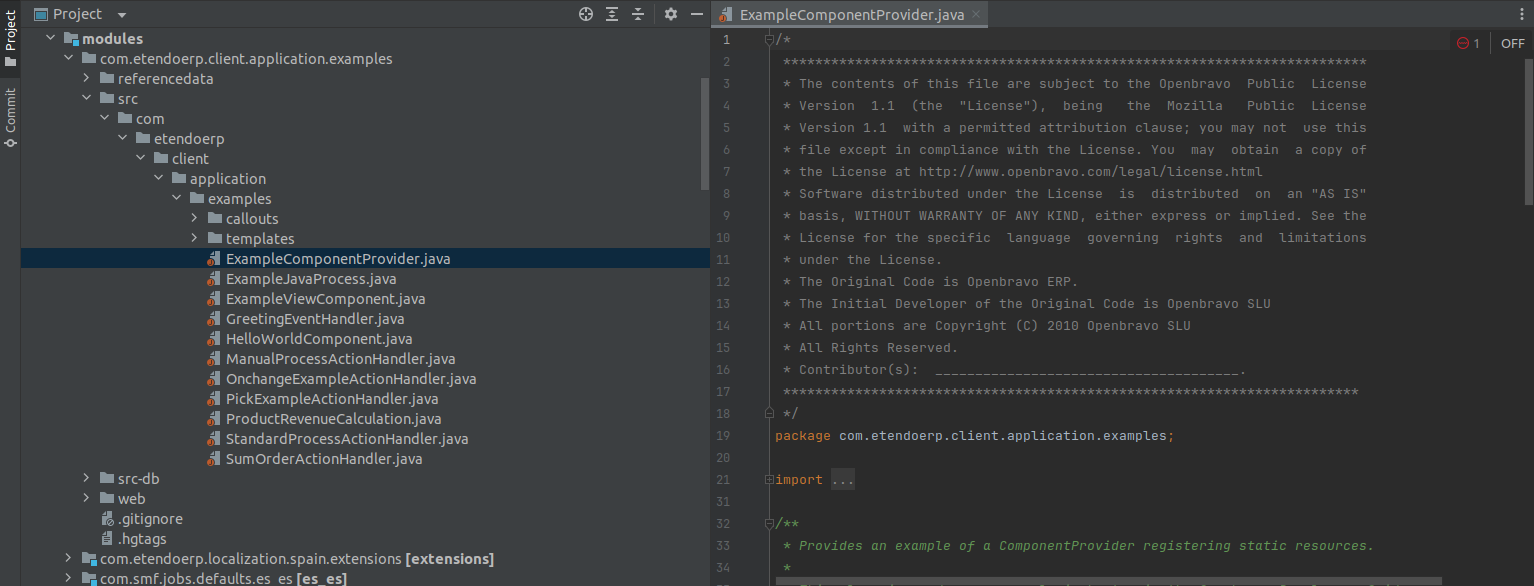 Project
Commit
Project
modules
com.etendoerp.client.application.examples
referencedata
src
com
etendoerp
client
application
examples
callouts
templates
ExampleComponentProvider.java
ExampleJavaProcess.java
ExampleViewComponent.java
GreetingEventHandler.java
HelloWorldComponent.java
ManualProcessActionHandler.java
OnchangeExampleActionHandler.java
PickExampleActionHandler.java
ProductRevenueCalculation.java
StandardProcessActionHandler.java
SumOrderActionHandler.java
src-db
web
.gitignore
.hgtags
com.etendoerp.localization.spain.extensions [extensions]
com.smf.jobs.defaults.es_es [es_es]
ExampleComponentProvider.java
1 OFF
1 /*
2 *************************************************************************
3 * The contents of this file are subject to the Openbravo  Public  License
4 * Version  1.1  (the  "License"),  being   the  Mozilla   Public  License
5 * Version 1.1  with a permitted attribution clause; you may not  use this
6 * file except in compliance with the License. You  may  obtain  a copy of
7 * the License at http://www.openbravo.com/legal/license.html
8 * Software distributed under the License  is  distributed  on  an "AS IS"
9 * basis, WITHOUT WARRANTY OF ANY KIND, either express or implied. See the
10 * License for the specific  language  governing  rights  and  limitations
11 * under the License.
12 * The Original Code is Openbravo ERP.
13 * The Initial Developer of the Original Code is Openbravo SLU
14 * All portions are Copyright (C) 2010 Openbravo SLU
15 * All Rights Reserved.
16 * Contributor(s):  ______________________________________.
17 ************************************************************************
18 */
19 package com.etendoerp.client.application.examples;
20
21 import ...
31
32 /**
33 * Provides an example of a ComponentProvider registering static resources.
34 *